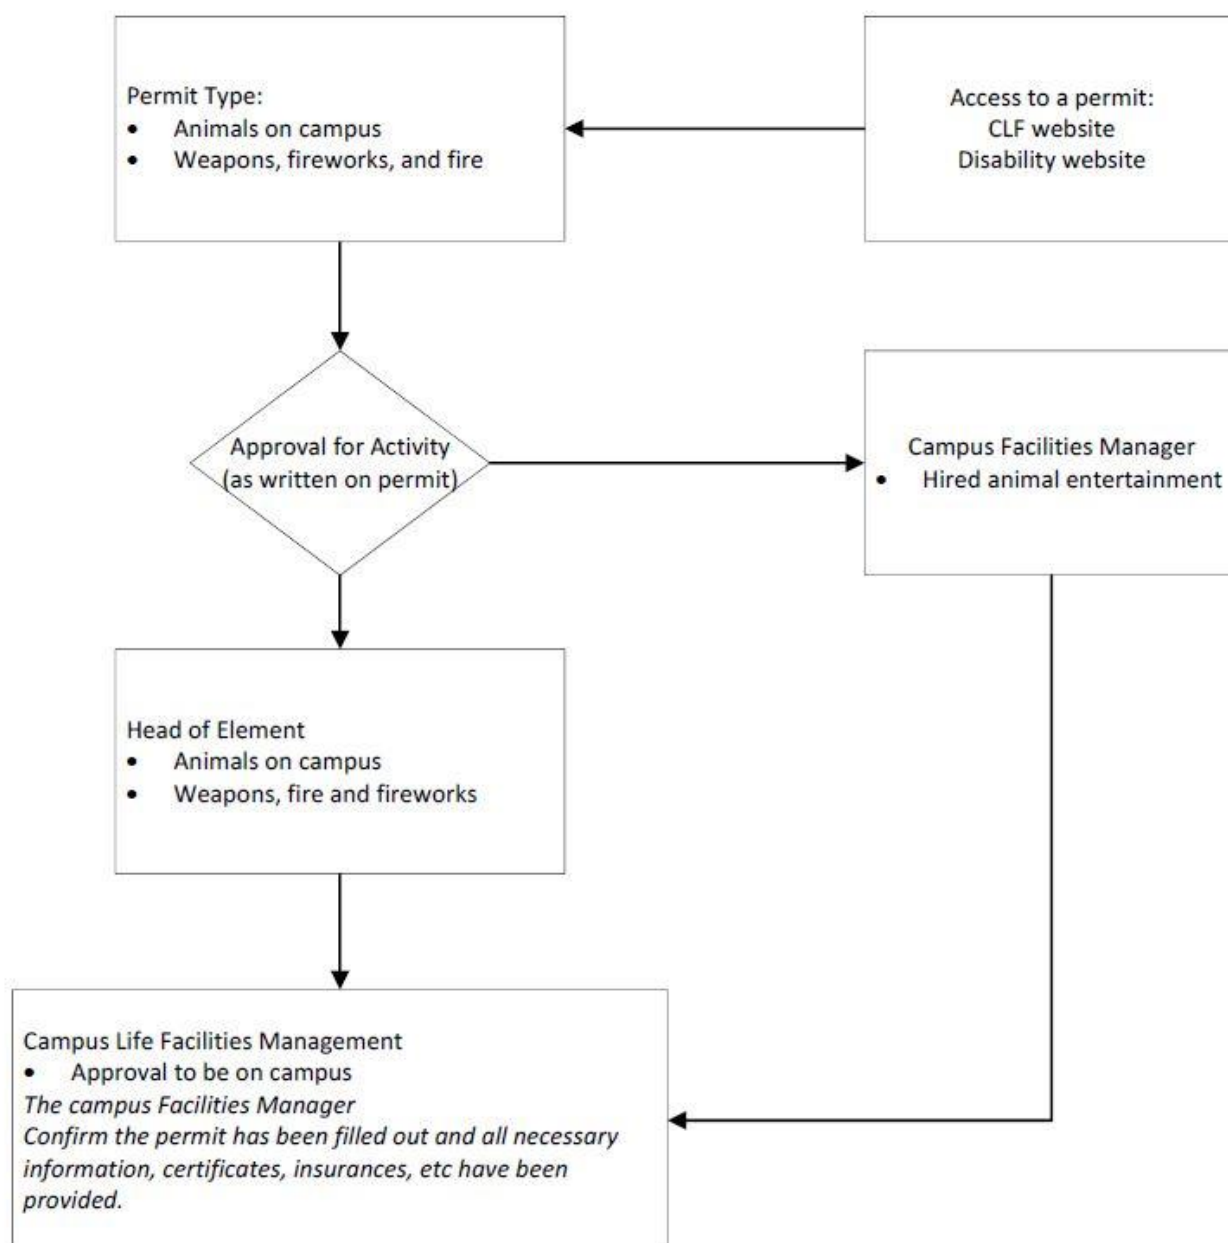 Permit Type:
• Animals on campus
• Weapons, fireworks, and fire
Access to a permit:
CLF website
Disability website
Approval for Activity
(as written on permit)
Campus Facilities Manager
• Hired animal entertainment
Head of Element
• Animals on campus
• Weapons, fire and fireworks
Campus Life Facilities Management
• Approval to be on campus
The campus Facilities Manager
Confirm the permit has been filled out and all necessary
information, certificates, insurances, etc have been
provided.